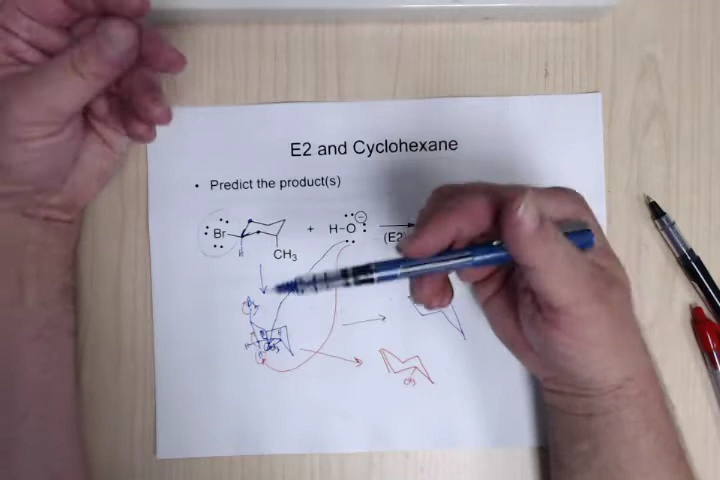 E2 and Cyclohexane
• Predict the product(s)
Br + H-O (E2)
H CH₃